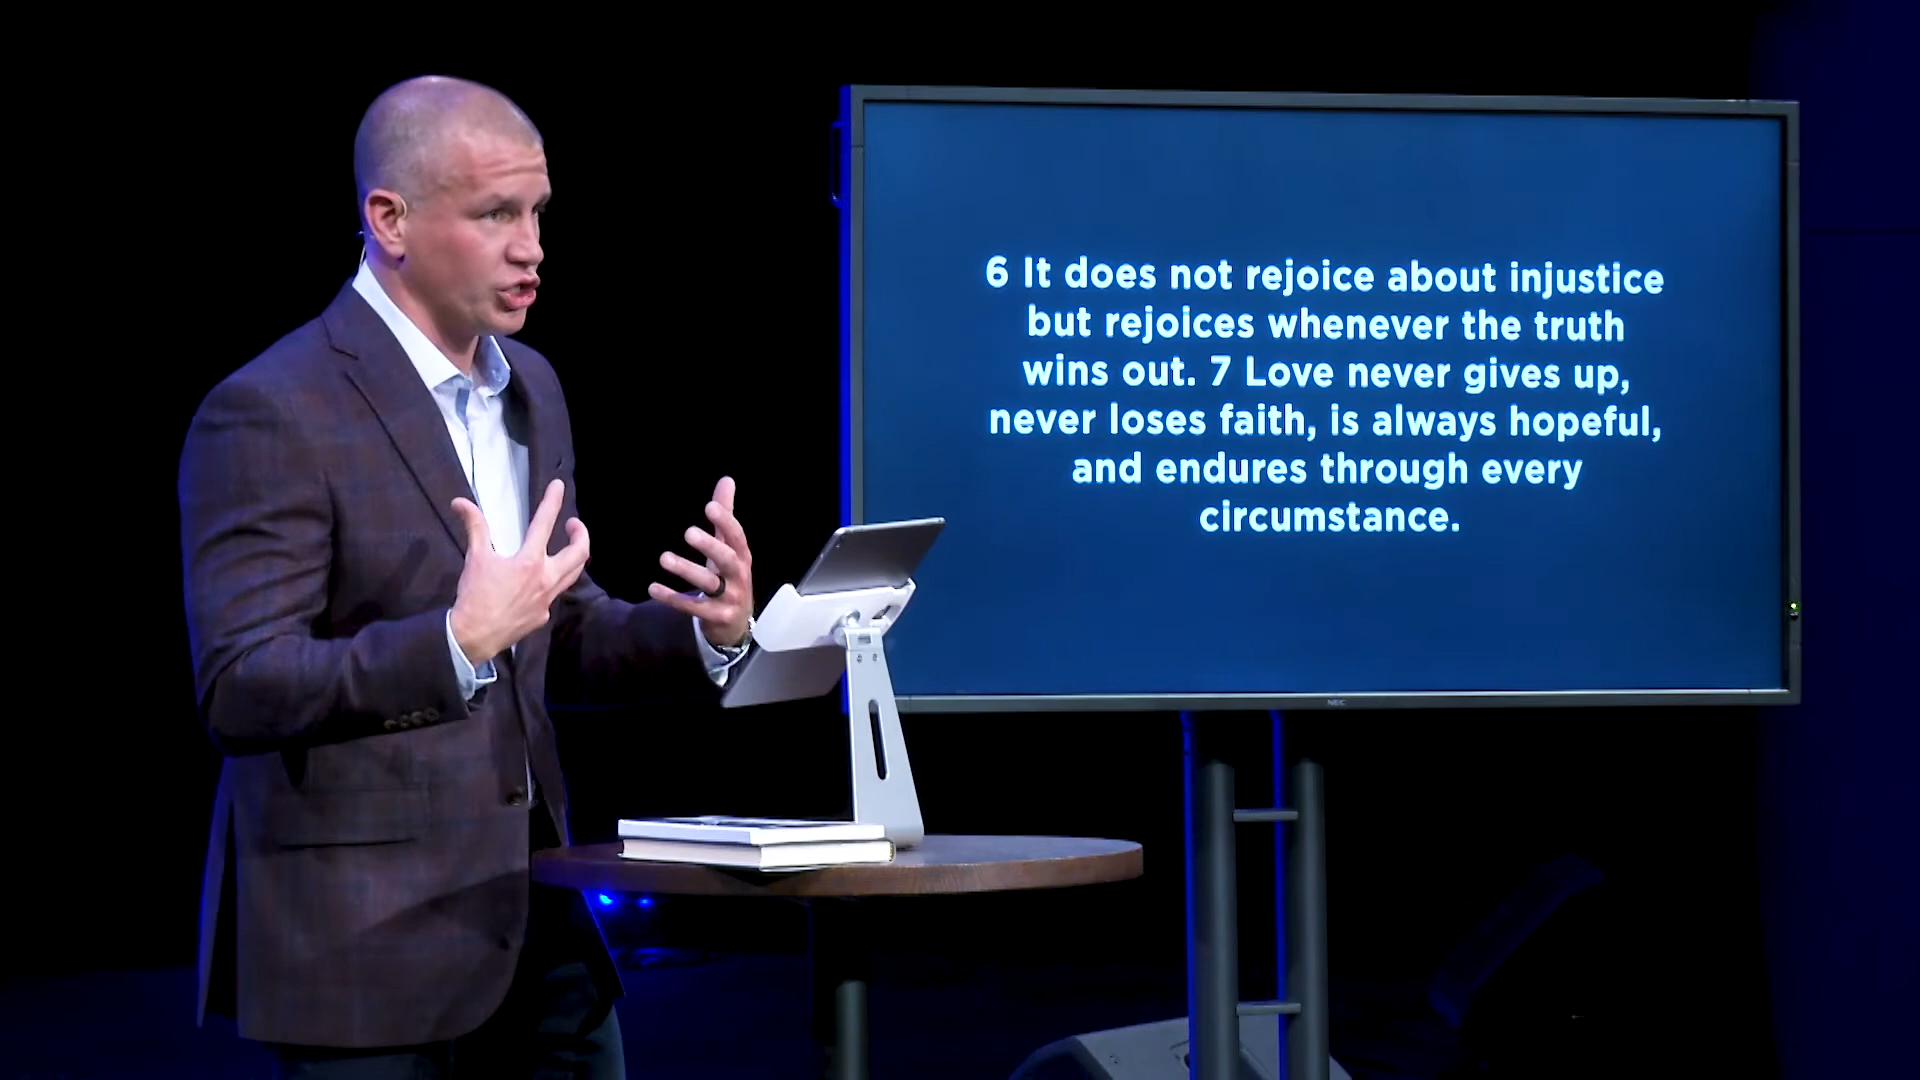 6 It does not rejoice about injustice
but rejoices whenever the truth
wins out. 7 Love never gives up,
never loses faith, is always hopeful,
and endures through every
circumstance.
NEC